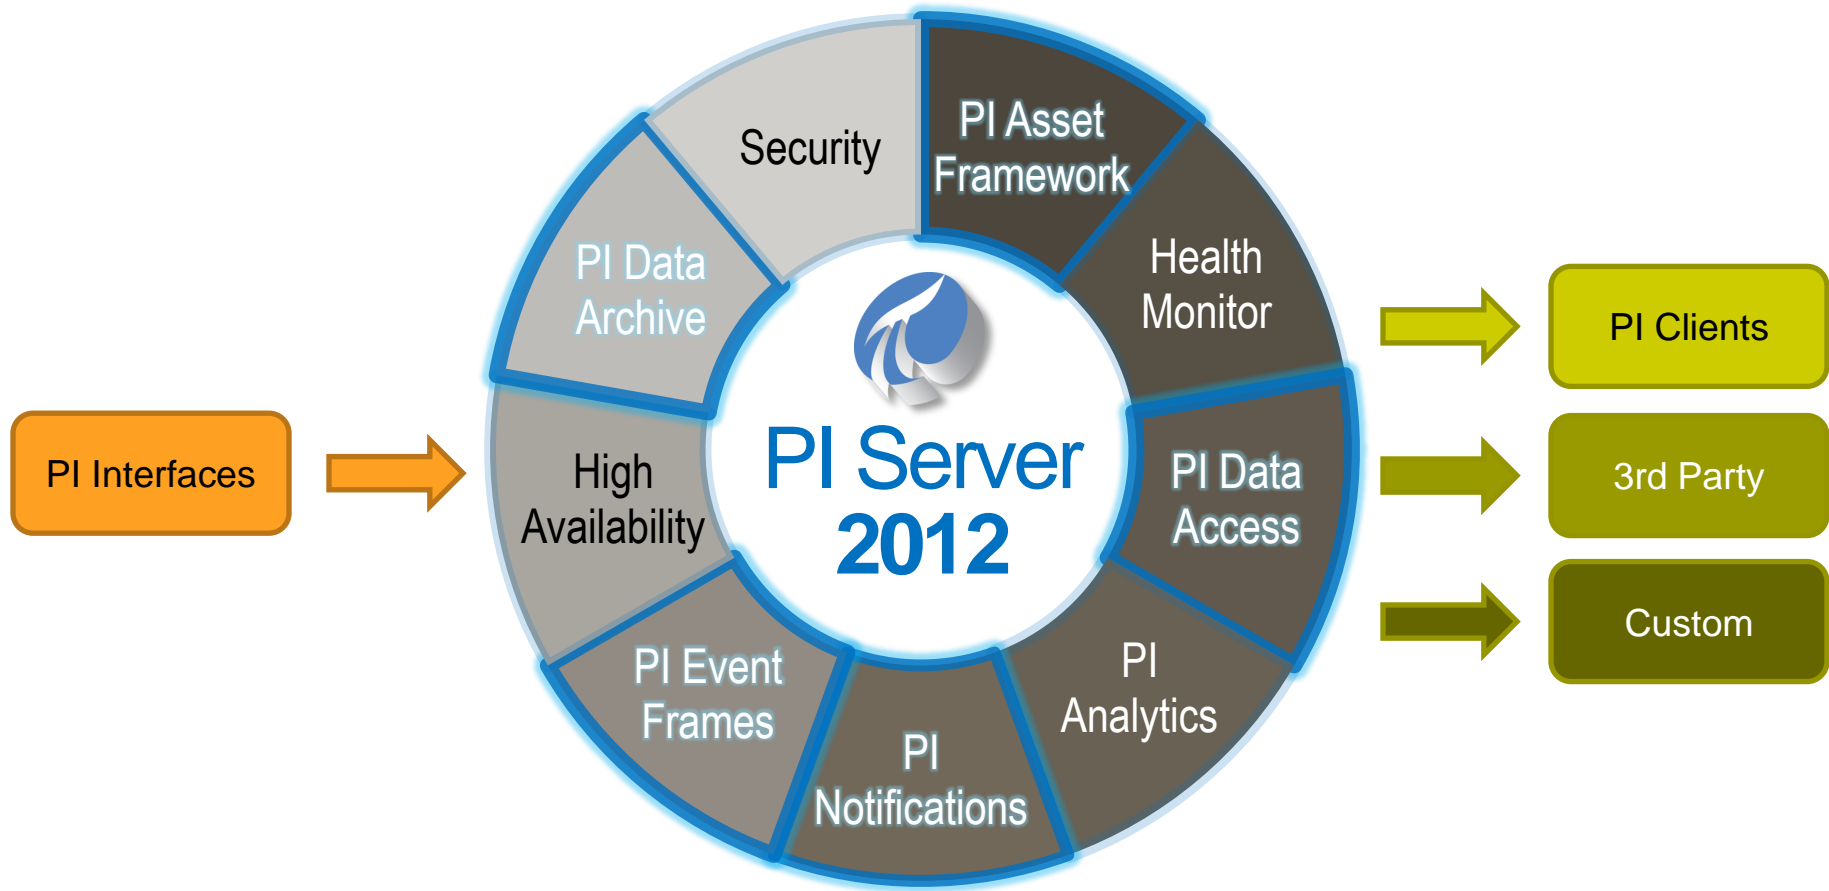 Security
PI Asset
Framework
Health
Monitor
PI Data
Access
PI
Analytics
PI
Notifications
PI Event
Frames
High
Availability
PI Data
Archive
PI Server
2012
PI Interfaces
PI Clients
3rd Party
Custom